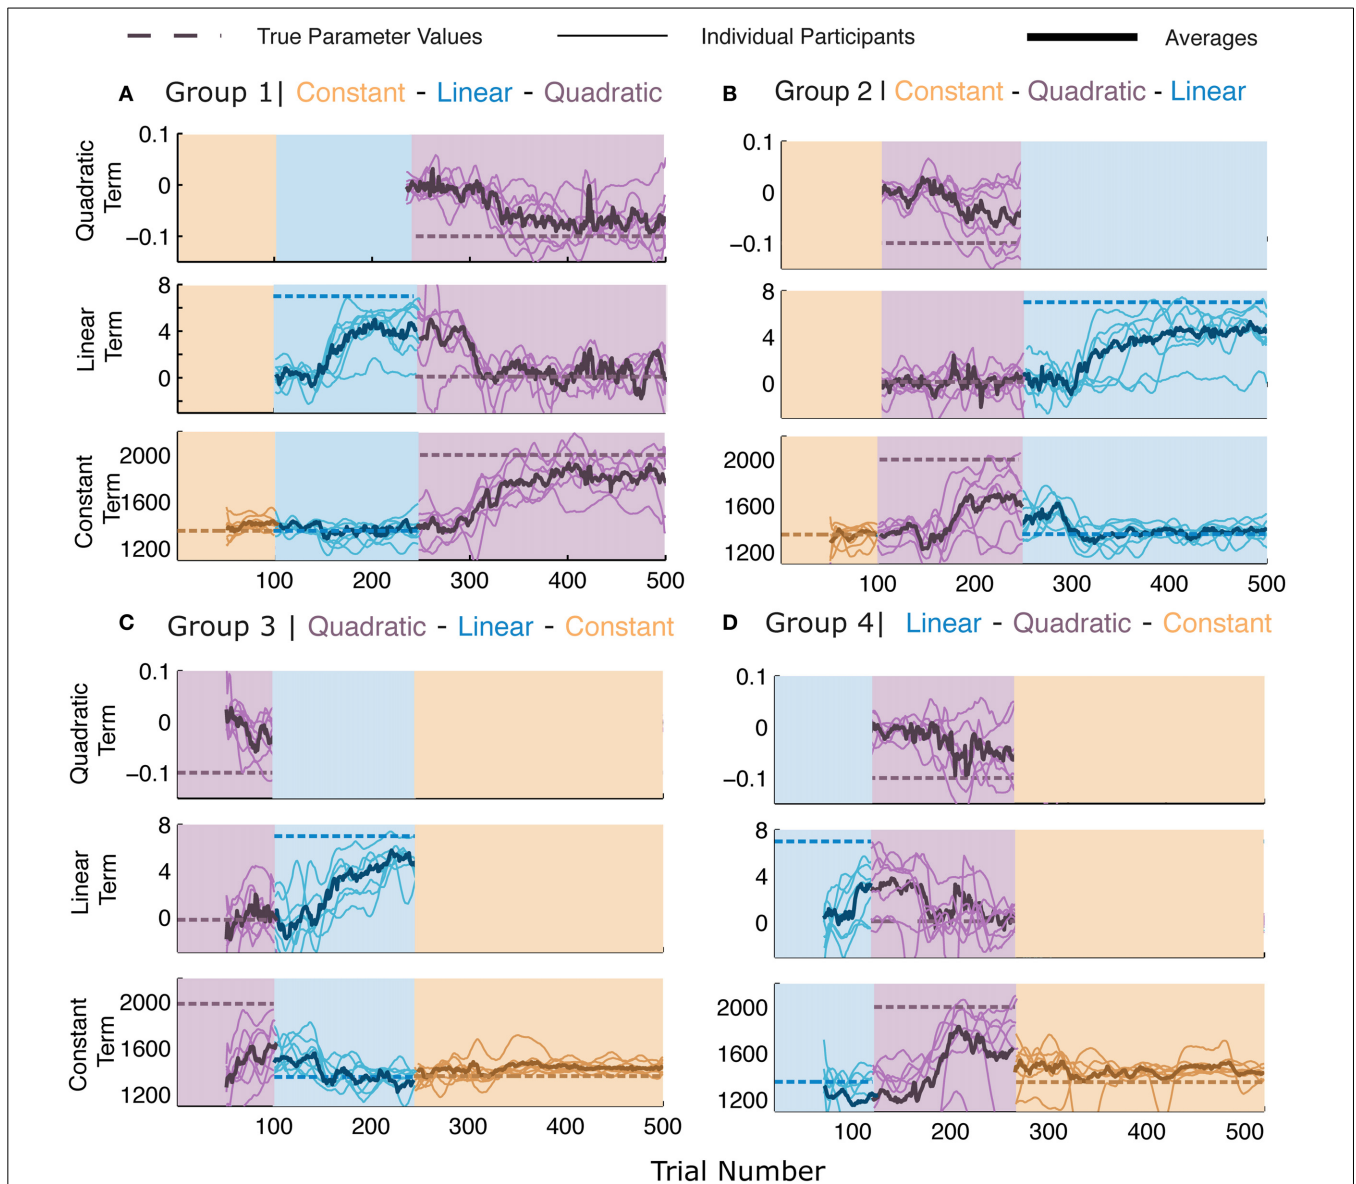 True Parameter Values Individual Participants Averages
A Group 1| Constant - Linear - Quadratic
0.1
0
−0.1
Quadratic
Term
8
4
0
Linear
Term
2000
1600
1200
Constant
Term
100 200 300 400 500
B Group 2 | Constant - Quadratic - Linear
0.1
0
−0.1
8
4
0
2000
1600
1200
100 200 300 400 500
C Group 3 | Quadratic - Linear - Constant
0.1
0
−0.1
Quadratic
Term
8
4
0
Linear
Term
2000
1600
1200
Constant
Term
100 200 300 400 500
D Group 4| Linear - Quadratic - Constant
0.1
0
−0.1
8
4
0
2000
1600
1200
100 200 300 400 500
Trial Number